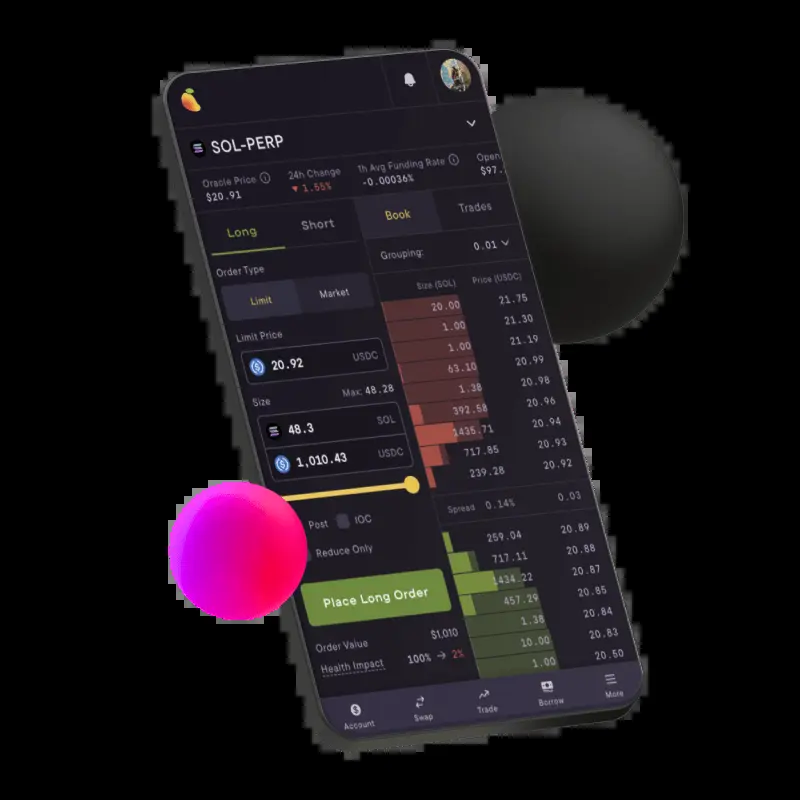 SOL-PERP
Oracle Price
$20.91
24h Change
▼ 1.55%
1h Avg Funding Rate
-0.00036%
Open
$97.
Long
Short
Order Type
Limit
Market
Limit Price
20.92 USDC
Size
Max: 48.28
48.3 SOL
1,010.43 USDC
Post
IOC
Reduce Only
Place Long Order
Order Value $1,010
Health Impact 100% → 2%
Book
Trades
Grouping: 0.01
Size (SOL) Price (USDC)
20.00 21.75
1.00 21.30
1.00 21.19
63.10 20.99
1.38 20.98
392.58 20.96
1435.71 20.94
717.85 20.93
239.28 20.92
Spread 0.14% 0.03
259.04 20.89
717.11 20.88
1434.22 20.87
457.29 20.85
1.38 20.84
10.00 20.83
1.00 20.50
Account
Swap
Trade
Borrow
More